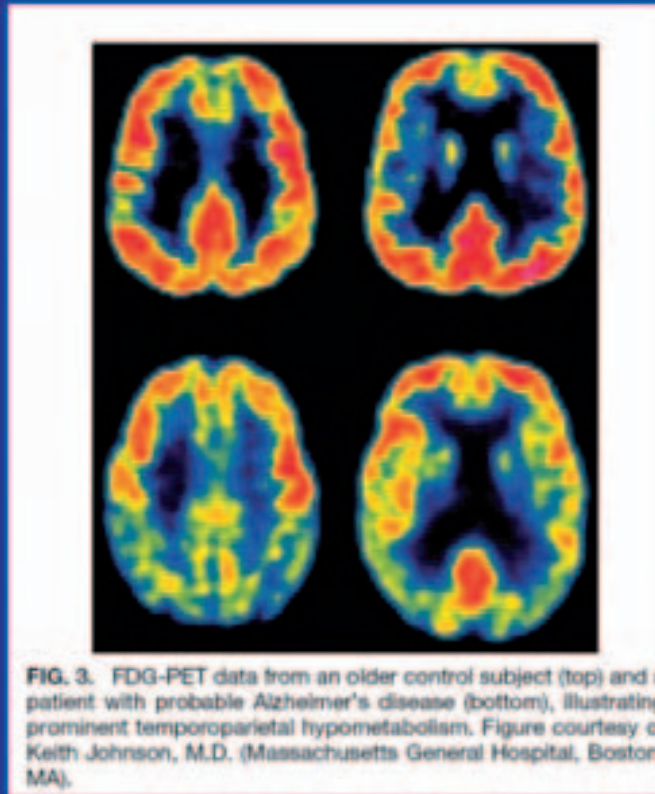 FIG. 3. FDG-PET data from an older control subject (top) and
patient with probable Alzheimer's disease (bottom), illustrating
prominent temporoparietal hypometabolism. Figure courtesy
Keith Johnson, M.D. (Massachusetts General Hospital, Boston,
MA).